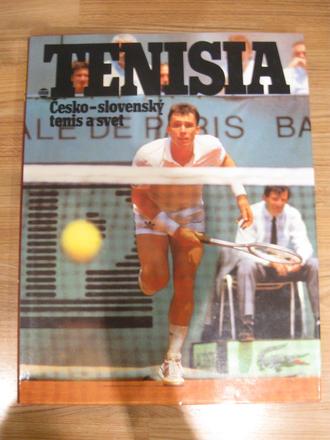 TENISIA
Česko-slovenský
tenis a svet
ALE DE PARIS BA